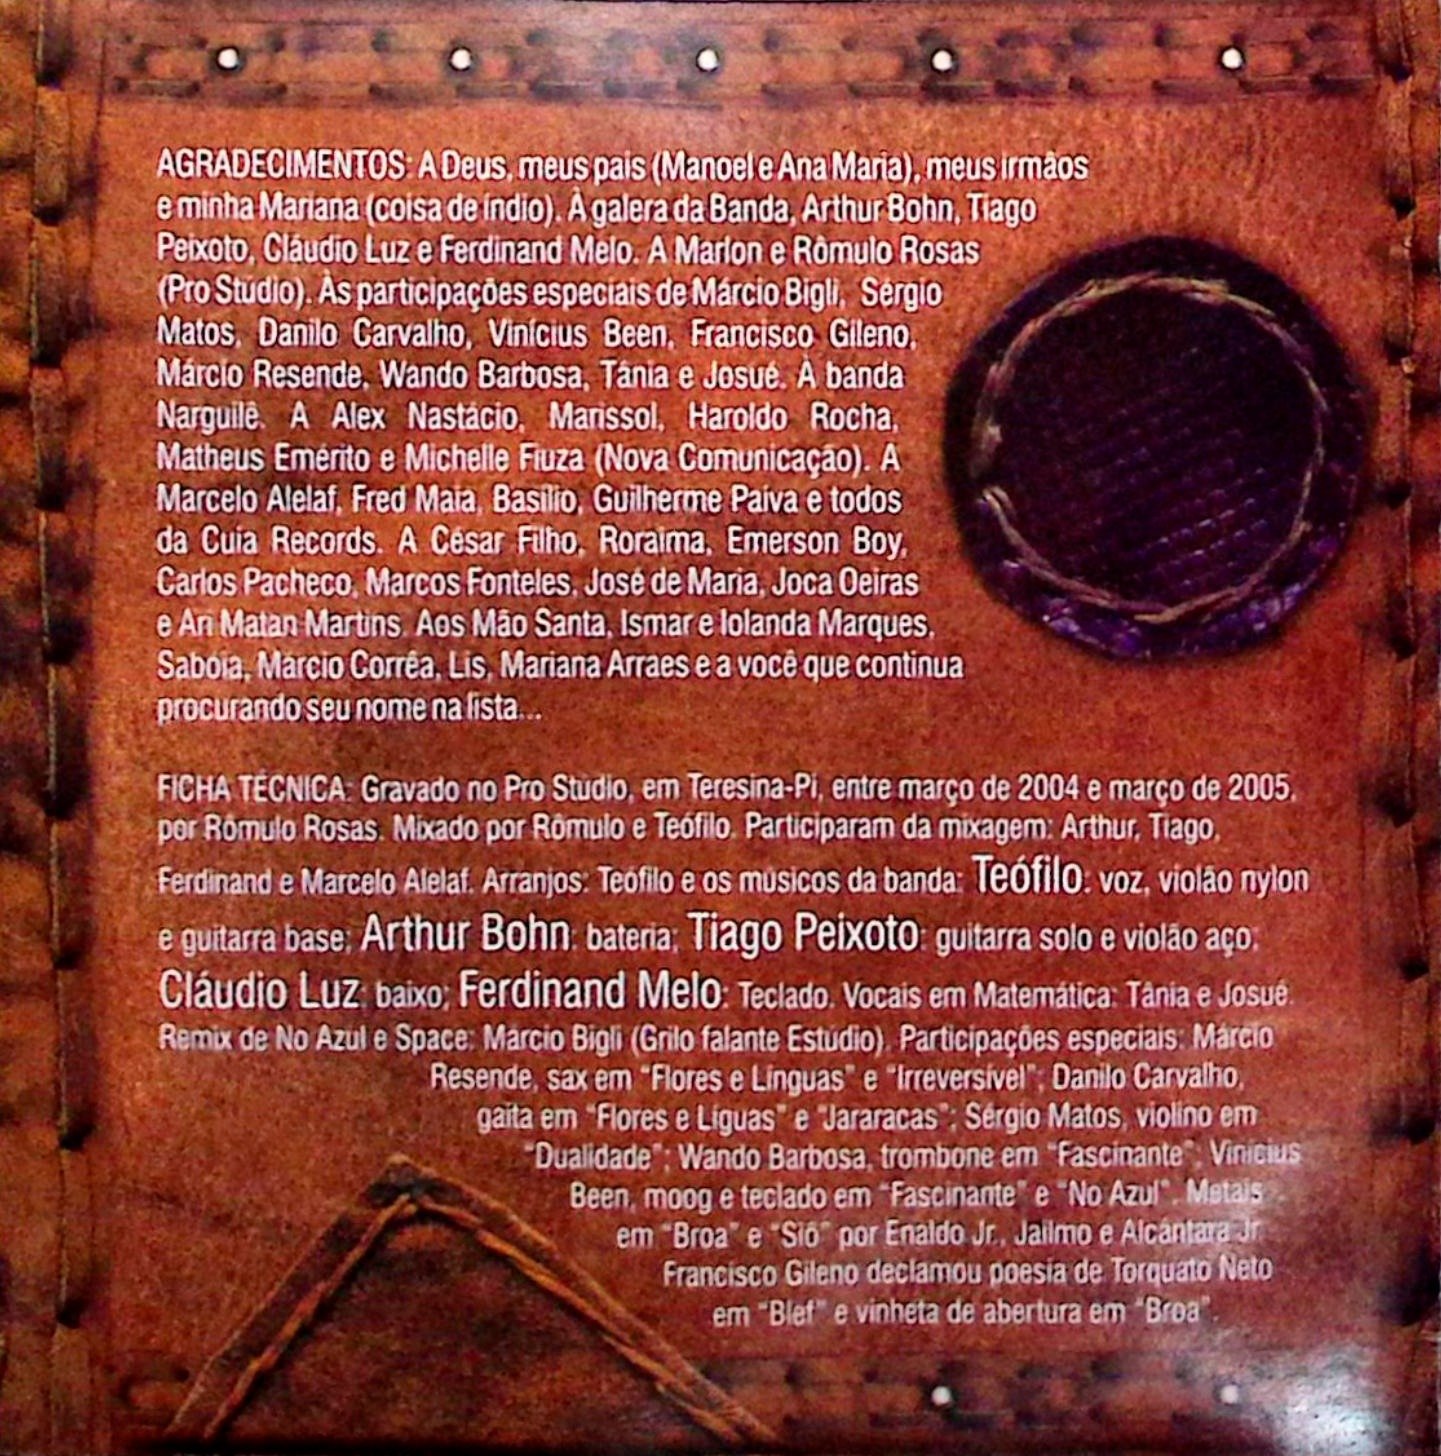 AGRADECIMENTOS: A Deus, meus pais (Manoel e Ana Maria), meus irmãos
e minha Mariana (coisa de índio). À galera da Banda, Arthur Bohn, Tiago
Peixoto, Cláudio Luz e Ferdinand Melo. A Marlon e Rômulo Rosas
(Pro Studio). Às participações especiais de Márcio Bigli, Sérgio
Matos, Danilo Carvalho, Vinícius Been, Francisco Gileno,
Márcio Resende, Wando Barbosa, Tânia e Josué. À banda
Narguilê. A Alex Nastácio, Marissol, Haroldo Rocha,
Matheus Emérito e Michelle Fiuza (Nova Comunicação). A
Marcelo Alelaf, Fred Maia, Basílio, Guilherme Paiva e todos
da Cuia Records. A César Filho, Roraima, Emerson Boy,
Carlos Pacheco, Marcos Fonteles, José de Maria, Joca Oeiras
e Ari Matan Martins. Aos Mão Santa, Ismar e Iolanda Marques,
Sabóia, Marcio Corrêa, Lis, Mariana Arraes e a você que continua
procurando seu nome na lista...
FICHA TÉCNICA: Gravado no Pro Studio, em Teresina-Pi, entre março de 2004 e março de 2005,
por Rômulo Rosas. Mixado por Rômulo e Teófilo. Participaram da mixagem: Arthur, Tiago,
Ferdinand e Marcelo Alelaf. Arranjos: Teófilo e os músicos da banda: Teófilo: voz, violão nylon
e guitarra base; Arthur Bohn: bateria; Tiago Peixoto: guitarra solo e violão aço;
Cláudio Luz: baixo; Ferdinand Melo: Teclado. Vocais em Matemática: Tânia e Josué.
Remix de No Azul e Space: Márcio Bigli (Grilo falante Estúdio). Participações especiais: Márcio
Resende, sax em "Flores e Línguas" e "Irreversível"; Danilo Carvalho,
gaita em "Flores e Líguas" e "Jararacas"; Sérgio Matos, violino em
"Dualidade"; Wando Barbosa, trombone em "Fascinante"; Vinícius
Been, moog e teclado em "Fascinante" e "No Azul". Metais
em "Broa" e "Siô" por Enaldo Jr., Jailmo e Alcântara Jr.
Francisco Gileno declamou poesia de Torquato Neto
em "Blef" e vinheta de abertura em "Broa".